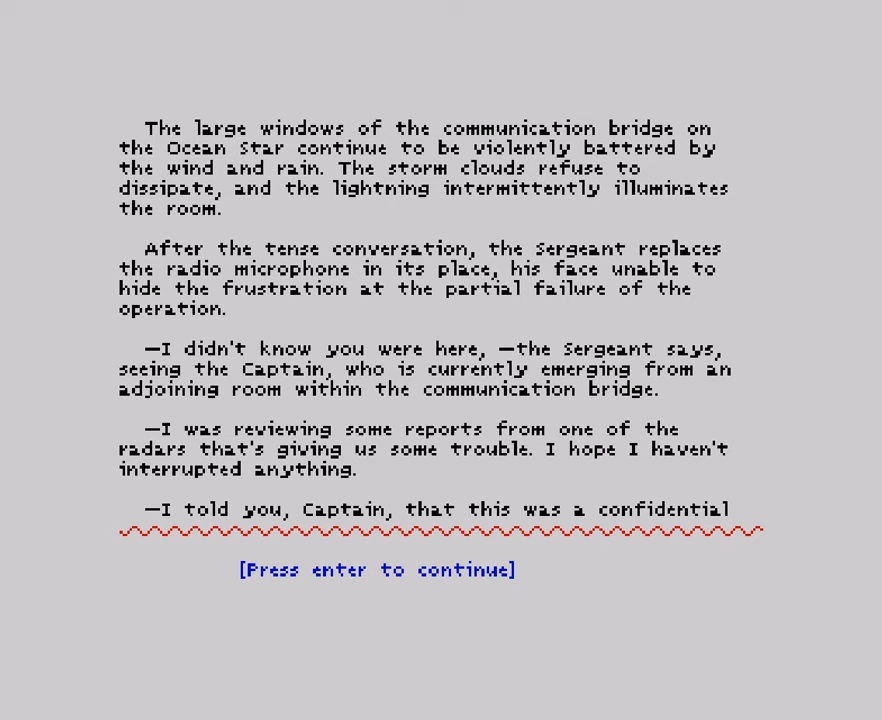 The large windows of the communication bridge on
the Ocean Star continue to be violently battered by
the wind and rain. The storm clouds refuse to
dissipate, and the lightning intermittently illuminates
the room.
After the tense conversation, the Sergeant replaces
the radio microphone in its place, his face unable to
hide the frustration at the partial failure of the
operation.
—I didn't know you were here, —the Sergeant says,
seeing the Captain, who is currently emerging from an
adjoining room within the communication bridge.
—I was reviewing some reports from one of the
radars that's giving us some trouble. I hope I haven't
interrupted anything.
—I told you, Captain, that this was a confidential
[Press enter to continue]